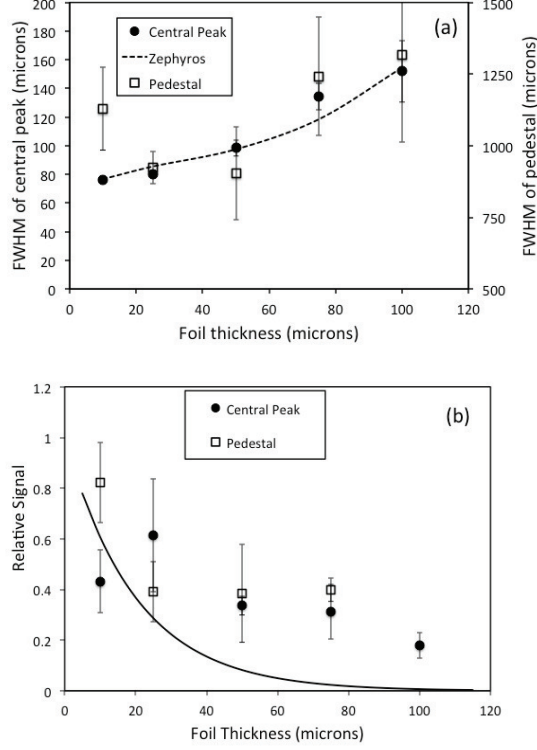 (a)
Central Peak
Zephyros
Pedestal
FWHM of central peak (microns)
200
180
160
140
120
100
80
60
40
20
0
FWHM of pedestal (microns)
1500
1250
1000
750
500
0 20 40 60 80 100 120
Foil thickness (microns)
(b)
Central Peak
Pedestal
Relative Signal
1.2
1
0.8
0.6
0.4
0.2
0
0 20 40 60 80 100 120
Foil Thickness (microns)